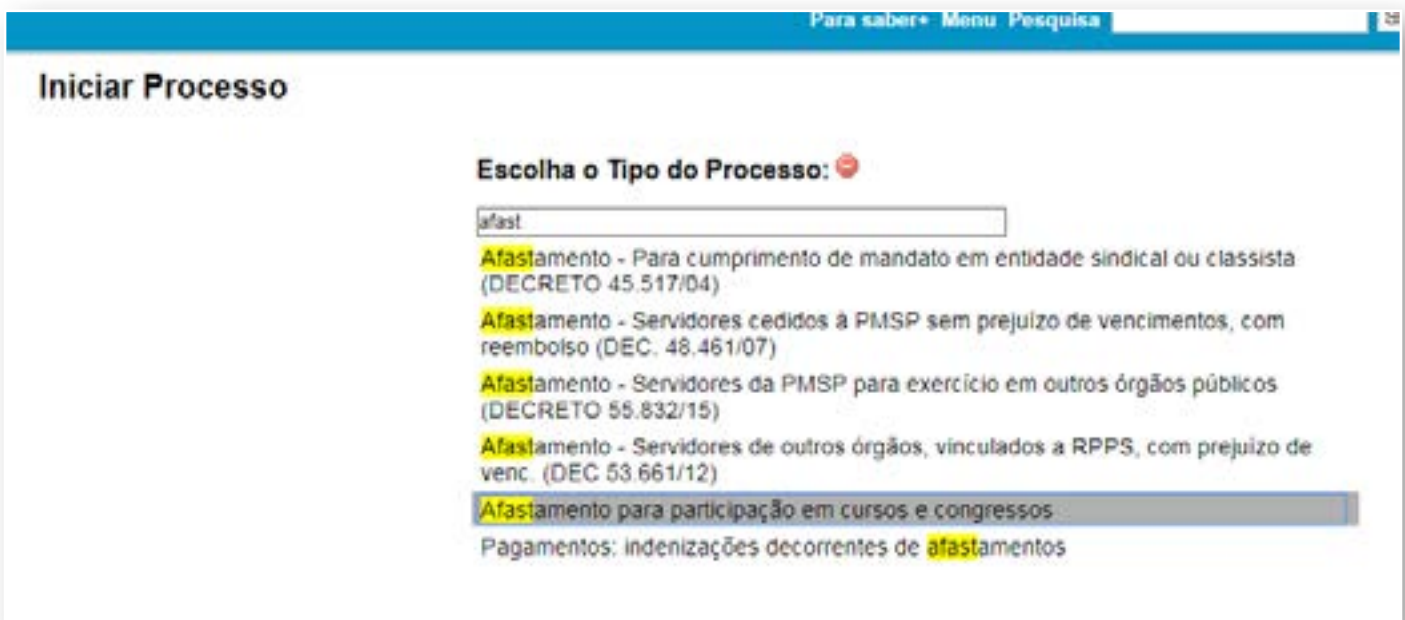 Para saber+ Menu Pesquisa
Iniciar Processo
Escolha o Tipo do Processo:
afast
Afastamento - Para cumprimento de mandato em entidade sindical ou classista
(DECRETO 45.517/04)
Afastamento - Servidores cedidos à PMSP sem prejuízo de vencimentos, com
reembolso (DEC. 48.461/07)
Afastamento - Servidores da PMSP para exercício em outros órgãos públicos
(DECRETO 55.832/15)
Afastamento - Servidores de outros órgãos, vinculados a RPPS, com prejuízo de
venc. (DEC 53.661/12)
Afastamento para participação em cursos e congressos
Pagamentos: indenizações decorrentes de afastamentos